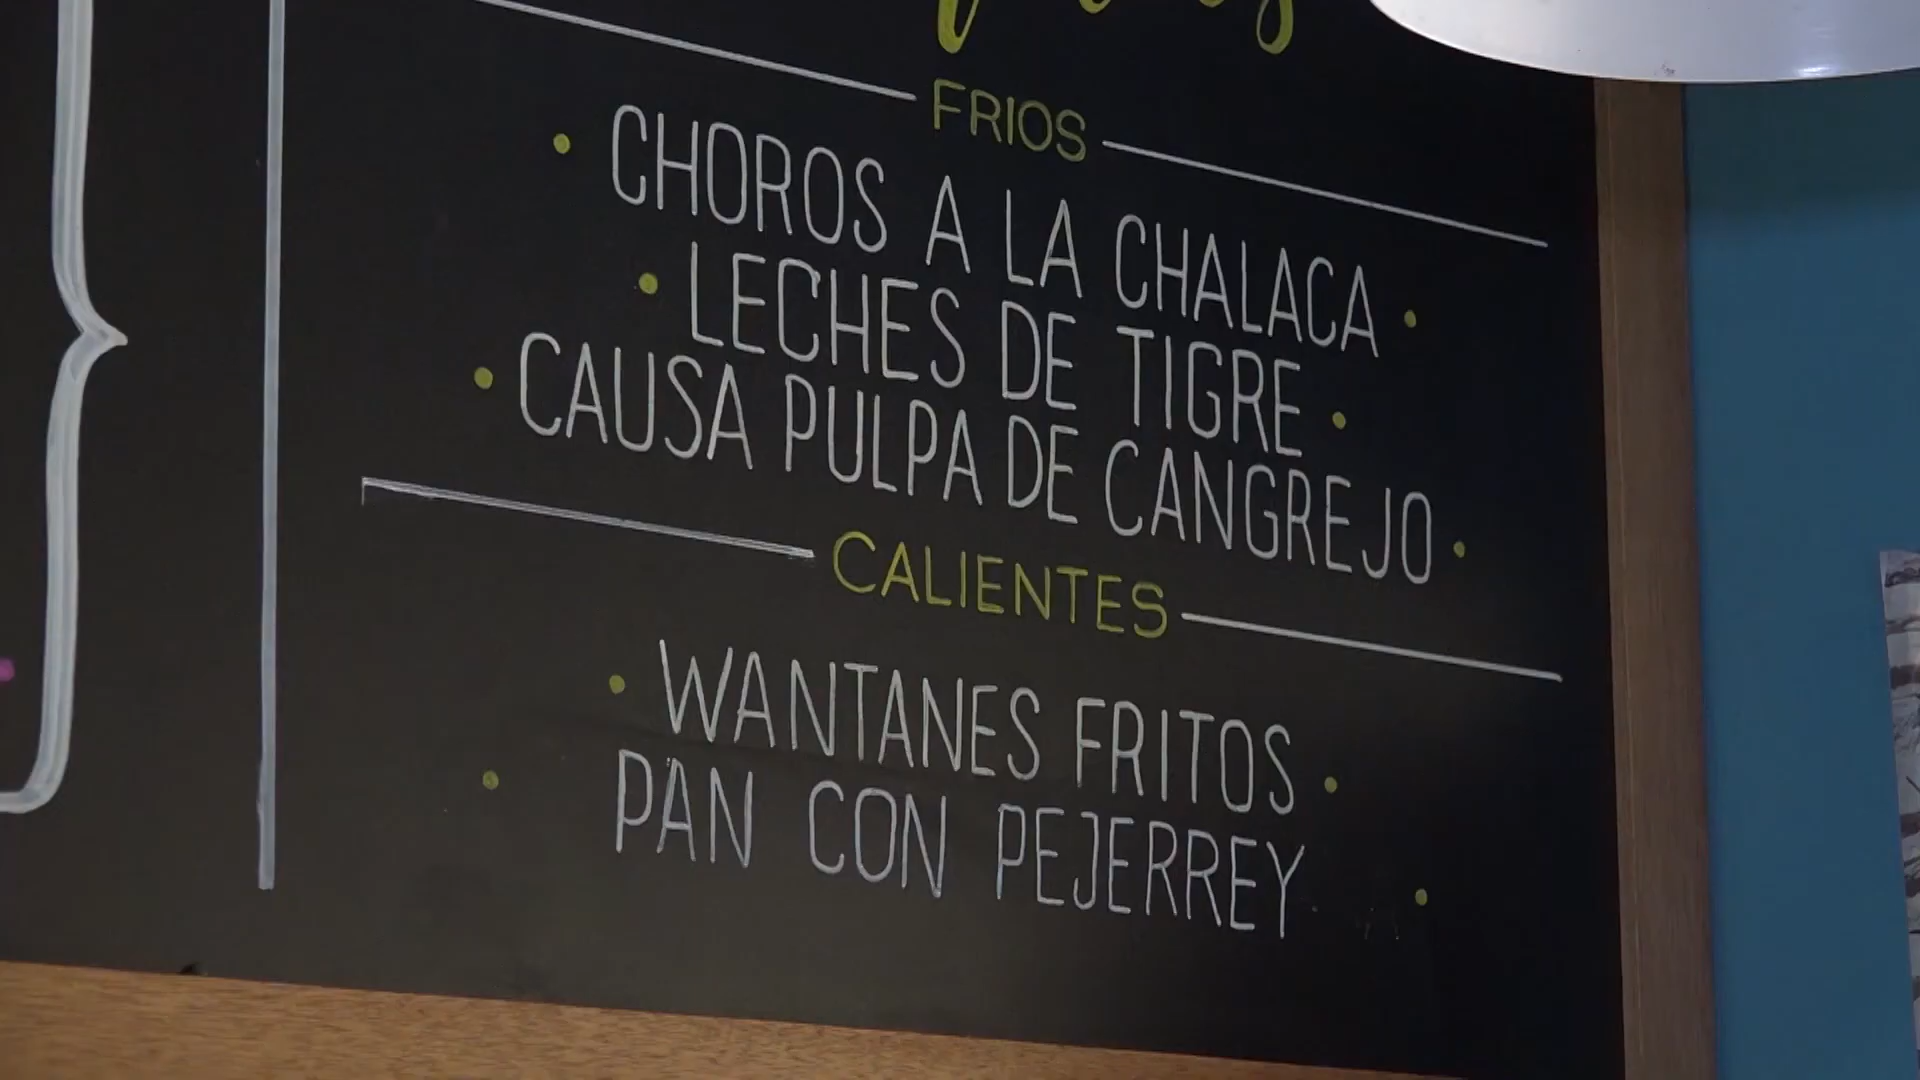 FRIOS
CHOROS A LA CHALACA
LECHES DE TIGRE
CAUSA PULPA DE CANGREJO
CALIENTES
WANTANES FRITOS
PAN CON PEJERREY